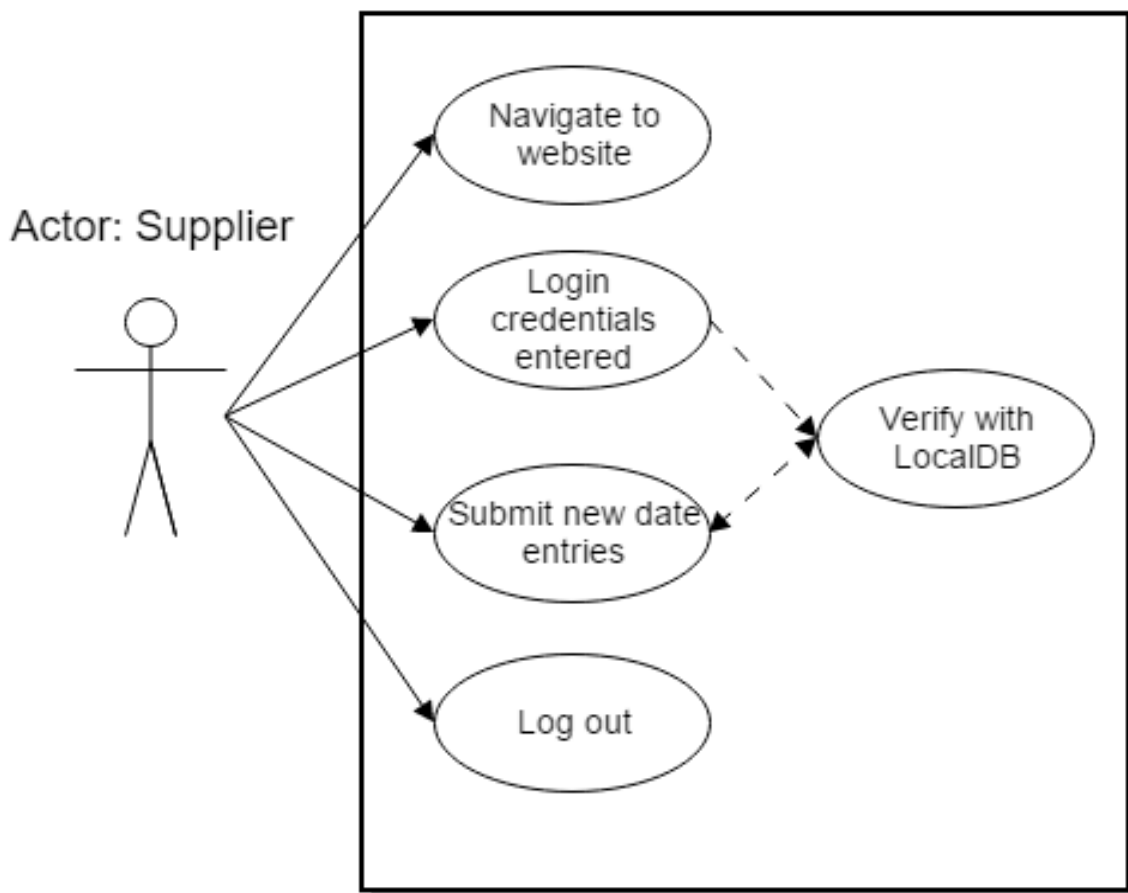 Navigate to
website
Actor: Supplier
Login
credentials
entered
Verify with
LocalDB
Submit new date
entries
Log out